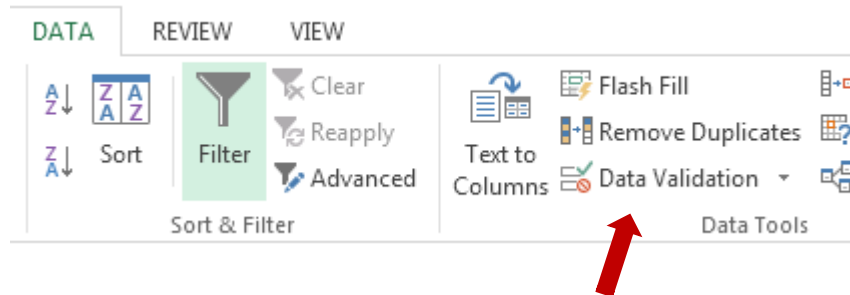 DATA REVIEW VIEW
Sort
Filter
Clear
Reapply
Advanced
Sort & Filter
Text to
Columns
Flash Fill
Remove Duplicates
Data Validation
Data Tools